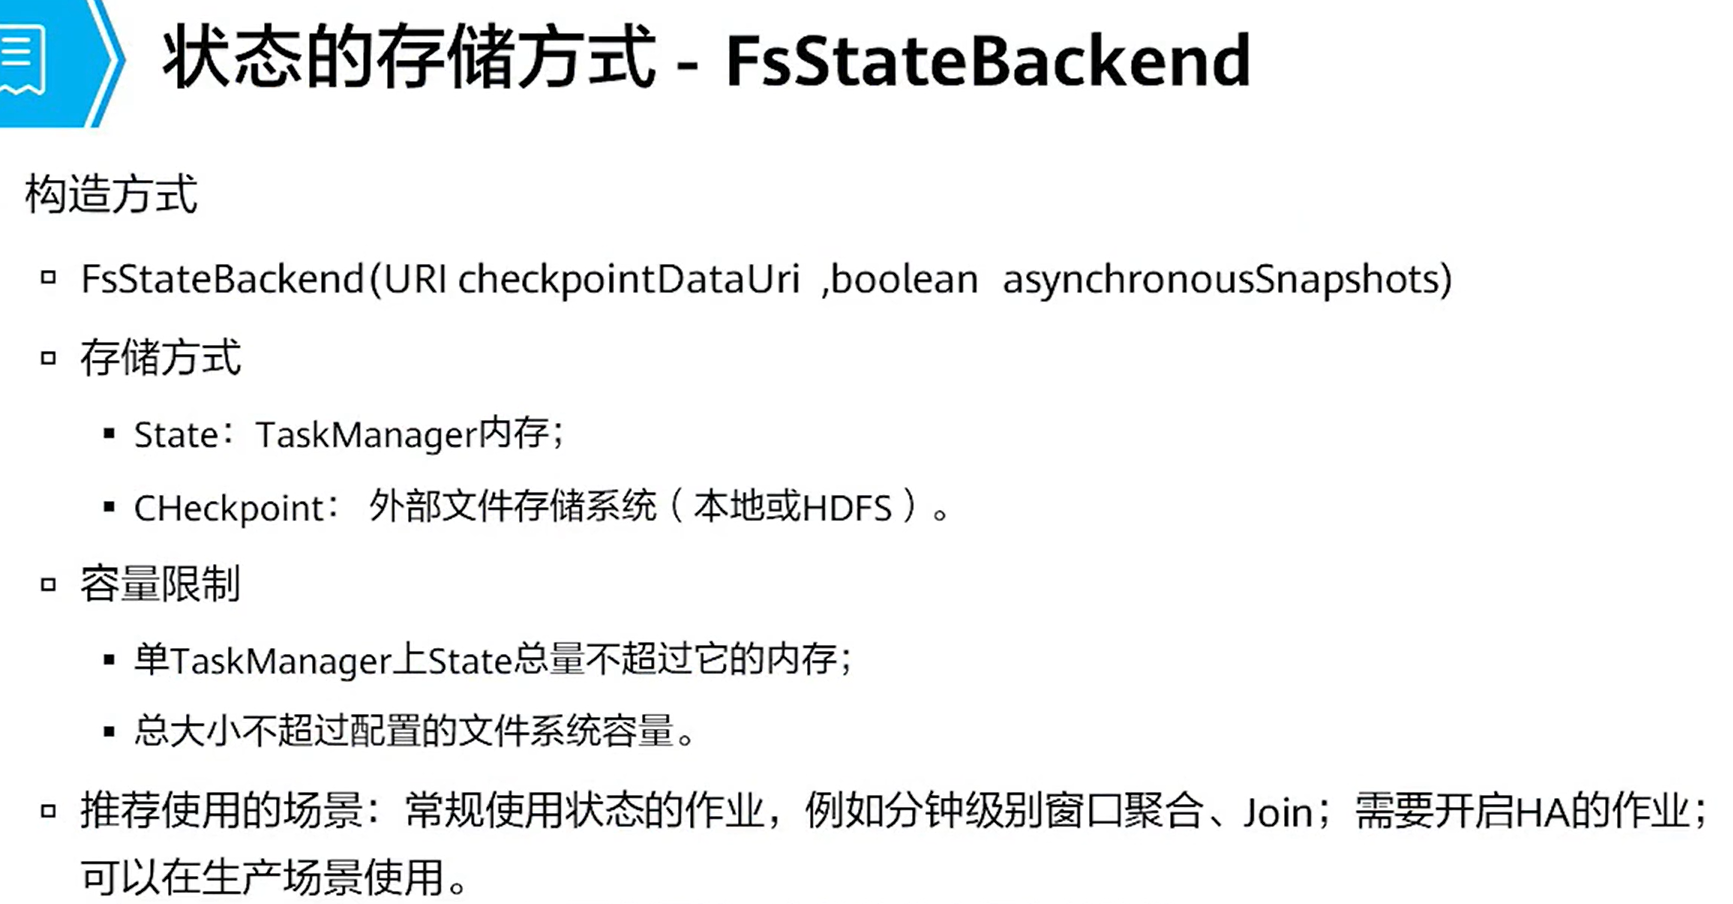 状态的存储方式 - FsStateBackend
构造方式
FsStateBackend(URI checkpointDataUri ,boolean asynchronousSnapshots)
存储方式
State：TaskManager内存；
CHeckpoint： 外部文件存储系统（本地或HDFS）。
容量限制
单TaskManager上State总量不超过它的内存；
总大小不超过配置的文件系统容量。
推荐使用的场景：常规使用状态的作业，例如分钟级别窗口聚合、Join；需要开启HA的作业；
可以在生产场景使用。